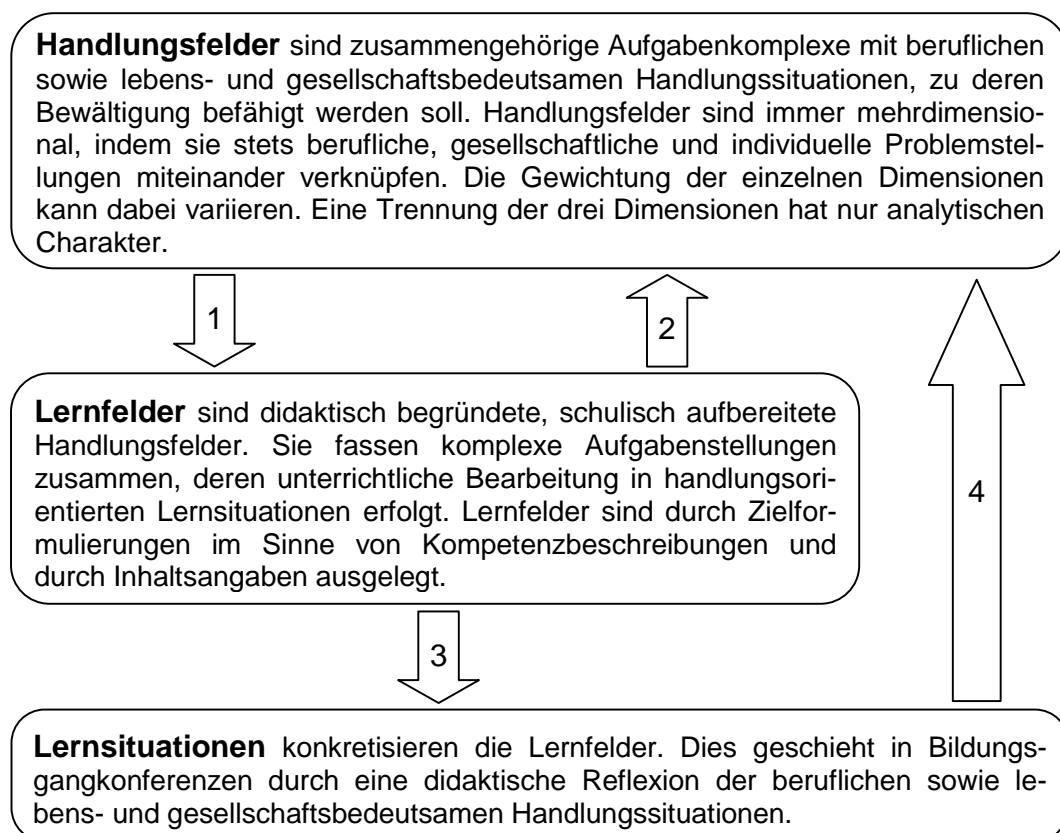 Handlungsfelder sind zusammengehörige Aufgabenkomplexe mit beruflichen
sowie lebens- und gesellschaftsbedeutsamen Handlungssituationen, zu deren
Bewältigung befähigt werden soll. Handlungsfelder sind immer mehrdimensio-
nal, indem sie stets berufliche, gesellschaftliche und individuelle Problemstel-
lungen miteinander verknüpfen. Die Gewichtung der einzelnen Dimensionen
kann dabei variieren. Eine Trennung der drei Dimensionen hat nur analytischen
Charakter.
1
2
Lernfelder sind didaktisch begründete, schulisch aufbereitete
Handlungsfelder. Sie fassen komplexe Aufgabenstellungen
zusammen, deren unterrichtliche Bearbeitung in handlungsori-
entierten Lernsituationen erfolgt. Lernfelder sind durch Zielfor-
mulierungen im Sinne von Kompetenzbeschreibungen und
durch Inhaltsangaben ausgelegt.
4
3
Lernsituationen konkretisieren die Lernfelder. Dies geschieht in Bildungs-
gangkonferenzen durch eine didaktische Reflexion der beruflichen sowie le-
bens- und gesellschaftsbedeutsamen Handlungssituationen.